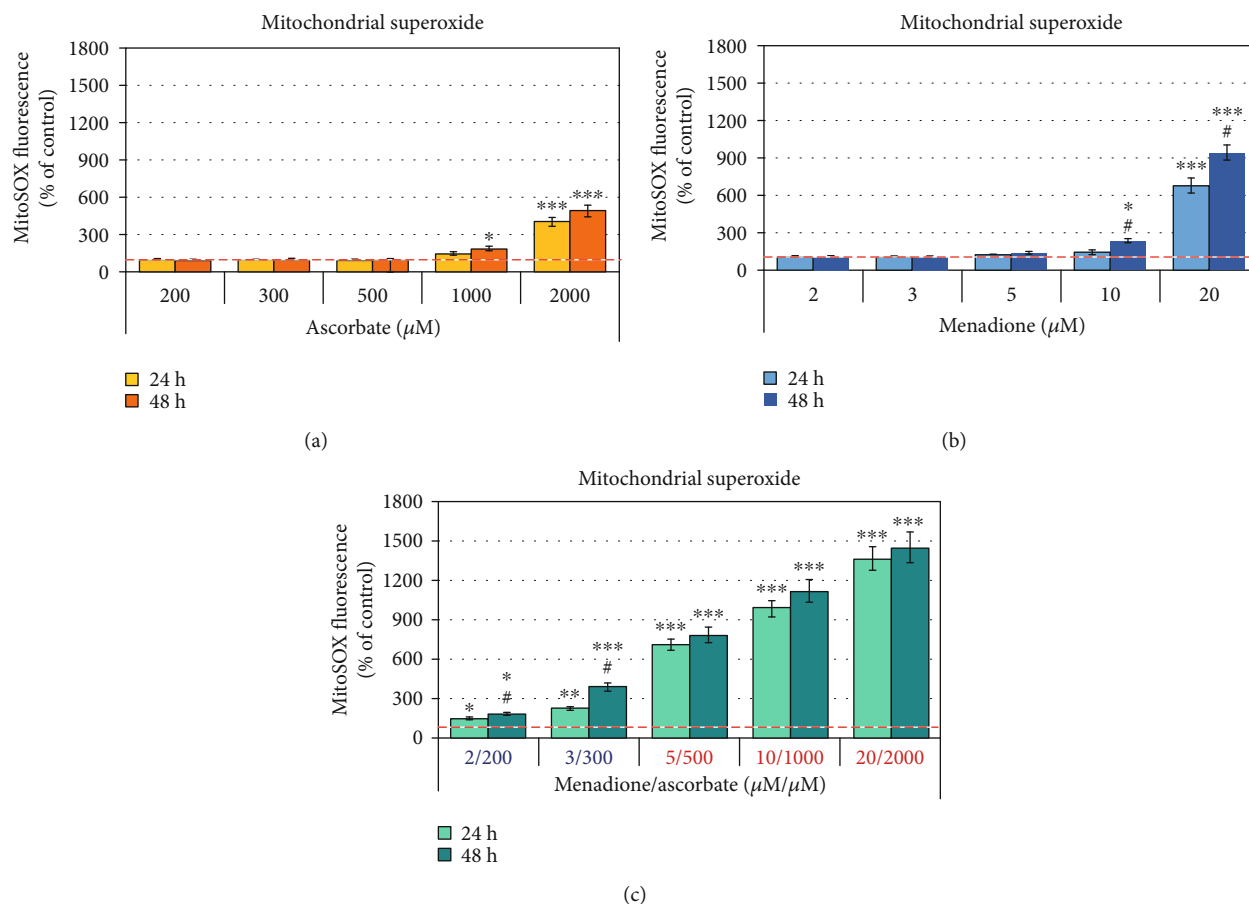 Mitochondrial superoxide
MitoSOX fluorescence
(% of control)
1800
1500
1200
900
600
300
0
*
***
***
200 300 500 1000 2000
Ascorbate (μM)
24 h
48 h
(a)
Mitochondrial superoxide
MitoSOX fluorescence
(% of control)
1800
1500
1200
900
600
300
0
*
#
***
***
#
2 3 5 10 20
Menadione (μM)
24 h
48 h
(b)
Mitochondrial superoxide
MitoSOX fluorescence
(% of control)
1800
1500
1200
900
600
300
0
*
*
#
**
***
#
***
***
***
***
***
***
2/200 3/300 5/500 10/1000 20/2000
Menadione/ascorbate (μM/μM)
24 h
48 h
(c)